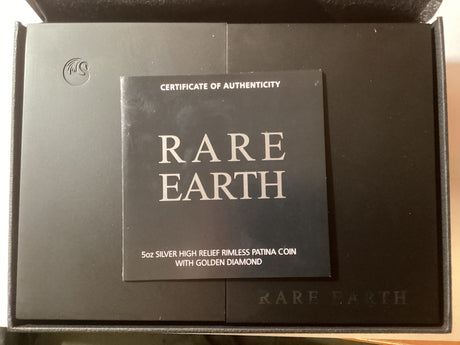 CERTIFICATE OF AUTHENTICITY
RARE
EARTH
5oz SILVER HIGH RELIEF RIMLESS PATINA COIN
WITH GOLDEN DIAMOND
RARE EARTH